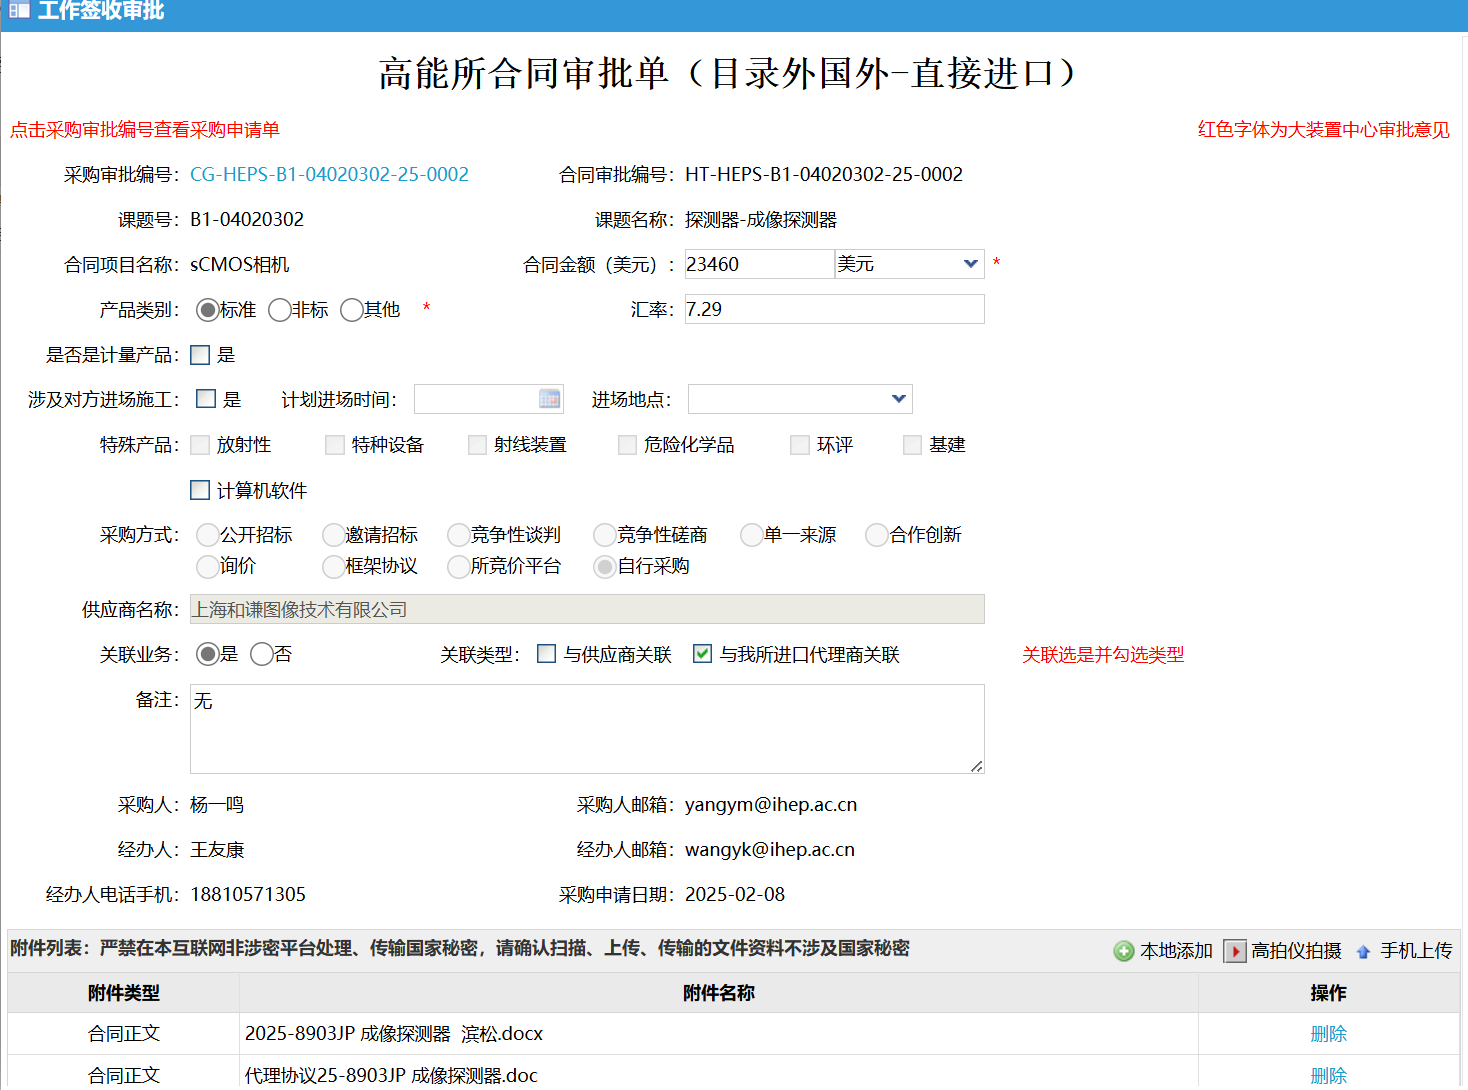 工作签收审批
高能所合同审批单（目录外国外-直接进口）
点击采购审批编号查看采购申请单 红色字体为大装置中心审批意见
采购审批编号： CG-HEPS-B1-04020302-25-0002 合同审批编号： HT-HEPS-B1-04020302-25-0002
课题号： B1-04020302 课题名称： 探测器-成像探测器
合同项目名称： sCMOS相机 合同金额（美元）： 23460 美元 *
产品类别： 标准 非标 其他 * 汇率： 7.29
是否是计量产品： 是
涉及对方进场施工： 是 计划进场时间： 进场地点：
特殊产品： 放射性 特种设备 射线装置 危险化学品 环评 基建
计算机软件
采购方式： 公开招标 邀请招标 竞争性谈判 竞争性磋商 单一来源 合作创新
询价 框架协议 所竞价平台 自行采购
供应商名称： 上海和谦图像技术有限公司
关联业务： 是 否 关联类型： 与供应商关联 与我所进口代理商关联 关联选是并勾选类型
备注： 无
采购人： 杨一鸣 采购人邮箱： yangym@ihep.ac.cn
经办人： 王友康 经办人邮箱： wangyk@ihep.ac.cn
经办人电话手机： 18810571305 采购申请日期： 2025-02-08
附件列表：严禁在本互联网非涉密平台处理、传输国家秘密，请确认扫描、上传、传输的文件资料不涉及国家秘密 本地添加 高拍仪拍摄 手机上传
附件类型 附件名称 操作
合同正文 2025-8903JP 成像探测器 滨松.docx 删除
合同正文 代理协议25-8903JP 成像探测器.doc 删除